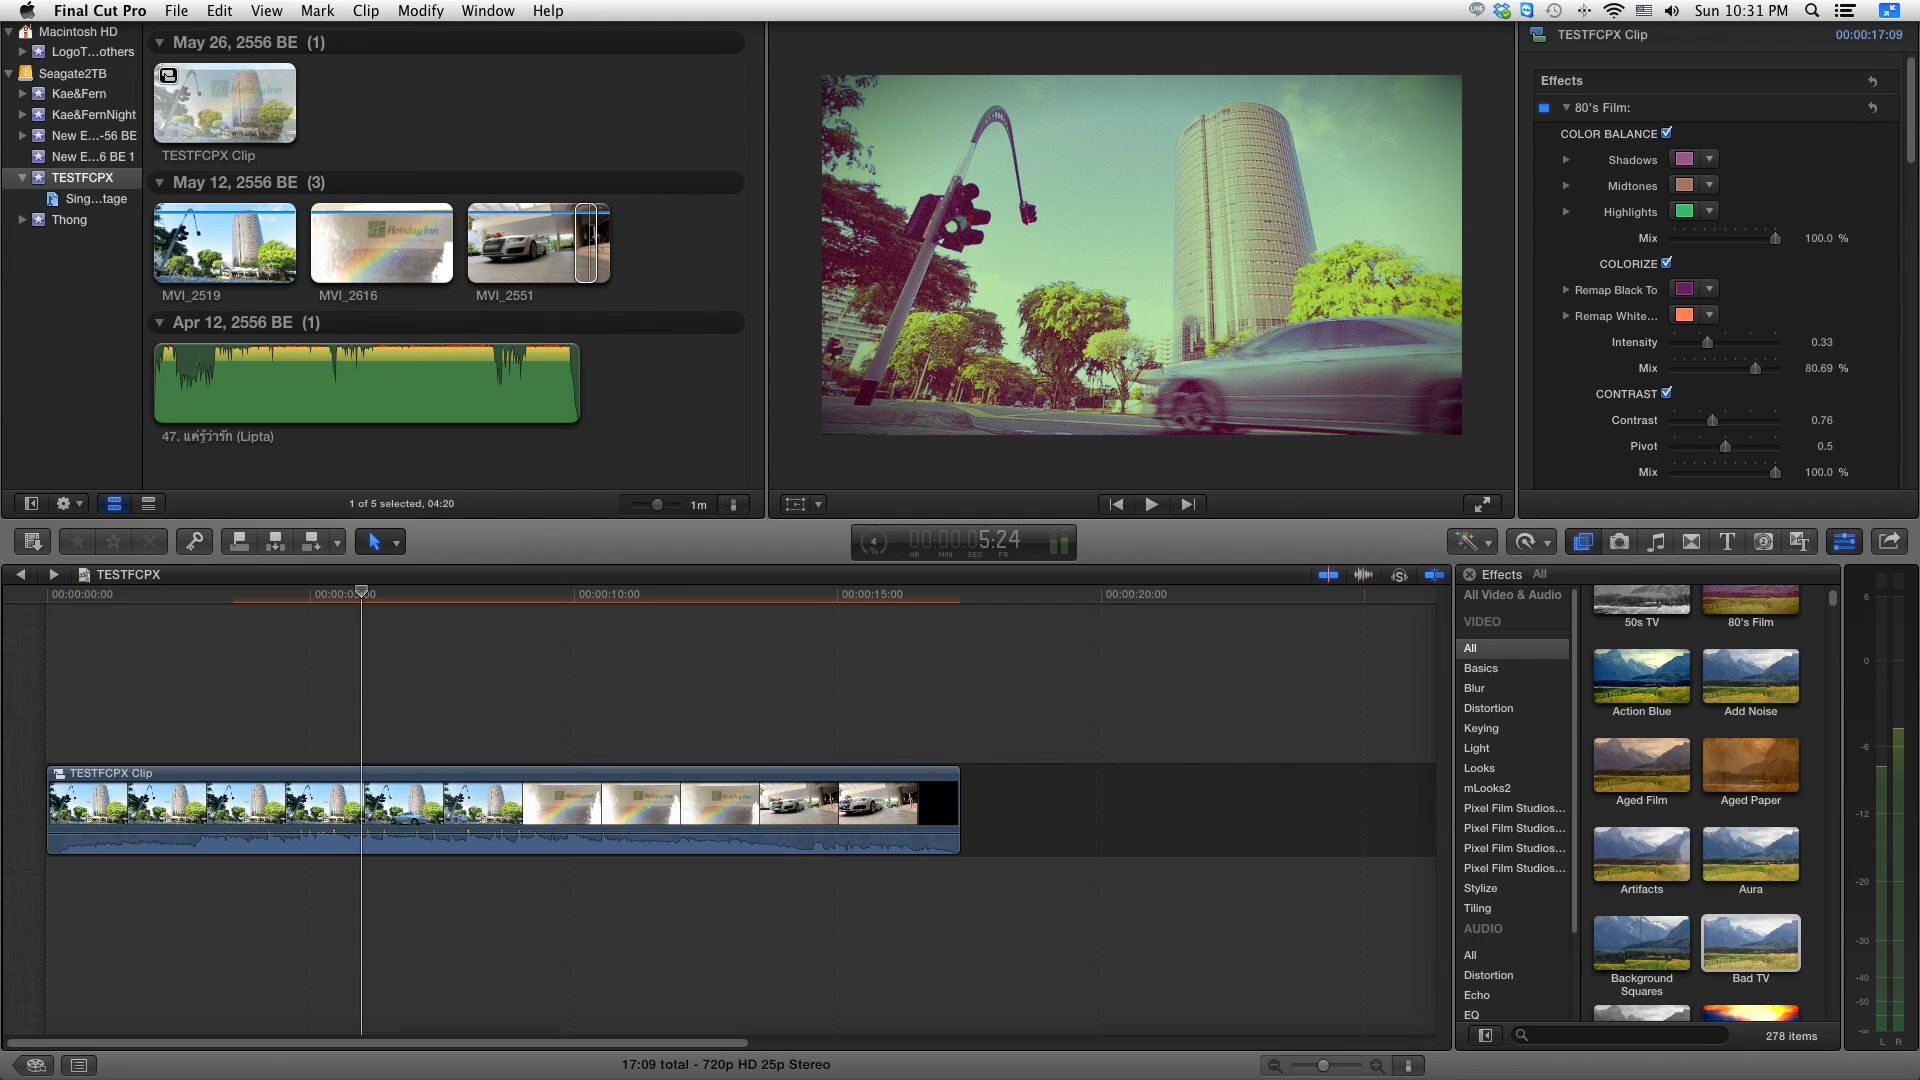 Final Cut Pro File Edit View Mark Clip Modify Window Help
Sun 10:31 PM
Macintosh HD
LogoT...others
Seagate2TB
Kae&Fern
Kae&FernNight
New E...-56 BE
New E...6 BE 1
TESTFCPX
Sing...tage
Thong
May 26, 2556 BE (1)
TESTFCPX Clip
May 12, 2556 BE (3)
Holiday Inn
MVI_2519
MVI_2616
MVI_2551
Apr 12, 2556 BE (1)
47. แค่รู้ว่ารัก (Lipta)
1 of 5 selected, 04:20
1m
TESTFCPX Clip
00:00:17:09
Effects
80's Film:
COLOR BALANCE
Shadows
Midtones
Highlights
Mix 100.0 %
COLORIZE
Remap Black To
Remap White...
Intensity 0.33
Mix 80.69 %
CONTRAST
Contrast 0.76
Pivot 0.5
Mix 100.0 %
4
%
00:00:05:24
HR MIN SEC FR
TESTFCPX
00:00:00:00
00:00:10:00
00:00:15:00
00:00:20:00
TESTFCPX Clip
Effects All
All Video & Audio
VIDEO
All
Basics
Blur
Distortion
Keying
Light
Looks
mLooks2
Pixel Film Studios...
Pixel Film Studios...
Pixel Film Studios...
Pixel Film Studios...
Stylize
Tiling
AUDIO
All
Distortion
Echo
EQ
50s TV
80's Film
Action Blue
Add Noise
Aged Film
Aged Paper
Artifacts
Aura
Background
Squares
Bad TV
278 items
6
0
-6
-12
-20
-30
-40
-50
-∞
L R
17:09 total - 720p HD 25p Stereo